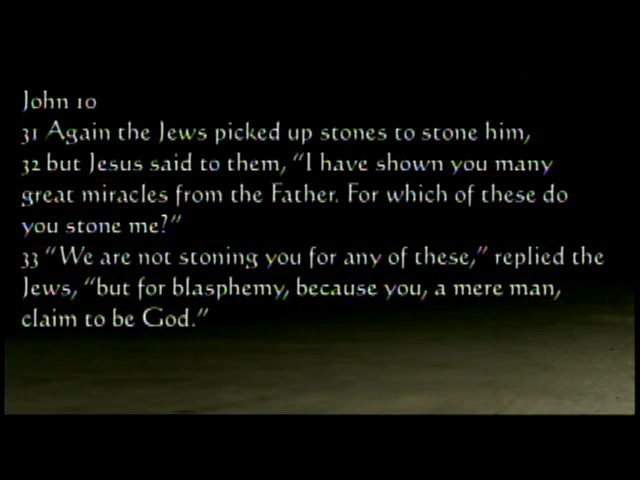 John 10
31 Again the Jews picked up stones to stone him,
32 but Jesus said to them, “I have shown you many
great miracles from the Father. For which of these do
you stone me?”
33 “We are not stoning you for any of these,” replied the
Jews, “but for blasphemy, because you, a mere man,
claim to be God.”